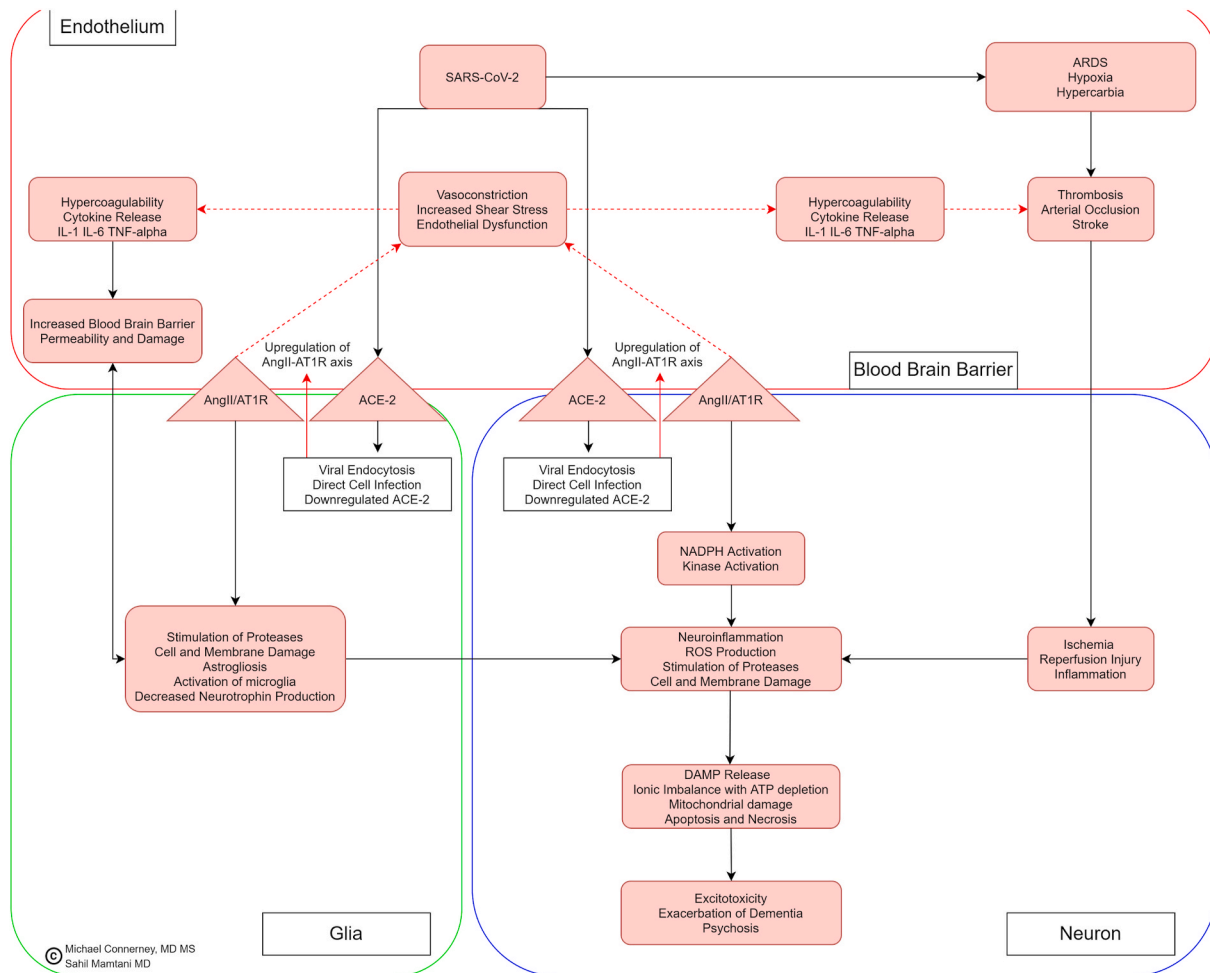 Endothelium
SARS-CoV-2
ARDS
Hypoxia
Hypercarbia
Hypercoagulability
Cytokine Release
IL-1 IL-6 TNF-alpha
Vasoconstriction
Increased Shear Stress
Endothelial Dysfunction
Hypercoagulability
Cytokine Release
IL-1 IL-6 TNF-alpha
Thrombosis
Arterial Occlusion
Stroke
Increased Blood Brain Barrier
Permeability and Damage
Upregulation of
AngII-AT1R axis
Upregulation of
AngII-AT1R axis
Blood Brain Barrier
AngII/AT1R
ACE-2
ACE-2
AngII/AT1R
Viral Endocytosis
Direct Cell Infection
Downregulated ACE-2
Viral Endocytosis
Direct Cell Infection
Downregulated ACE-2
NADPH Activation
Kinase Activation
Stimulation of Proteases
Cell and Membrane Damage
Astrogliosis
Activation of microglia
Decreased Neurotrophin Production
Neuroinflammation
ROS Production
Stimulation of Proteases
Cell and Membrane Damage
Ischemia
Reperfusion Injury
Inflammation
DAMP Release
Ionic Imbalance with ATP depletion
Mitochondrial damage
Apoptosis and Necrosis
Excitotoxicity
Exacerbation of Dementia
Psychosis
Glia
Neuron
© Michael Connerney, MD MS
Sahil Mamtani MD